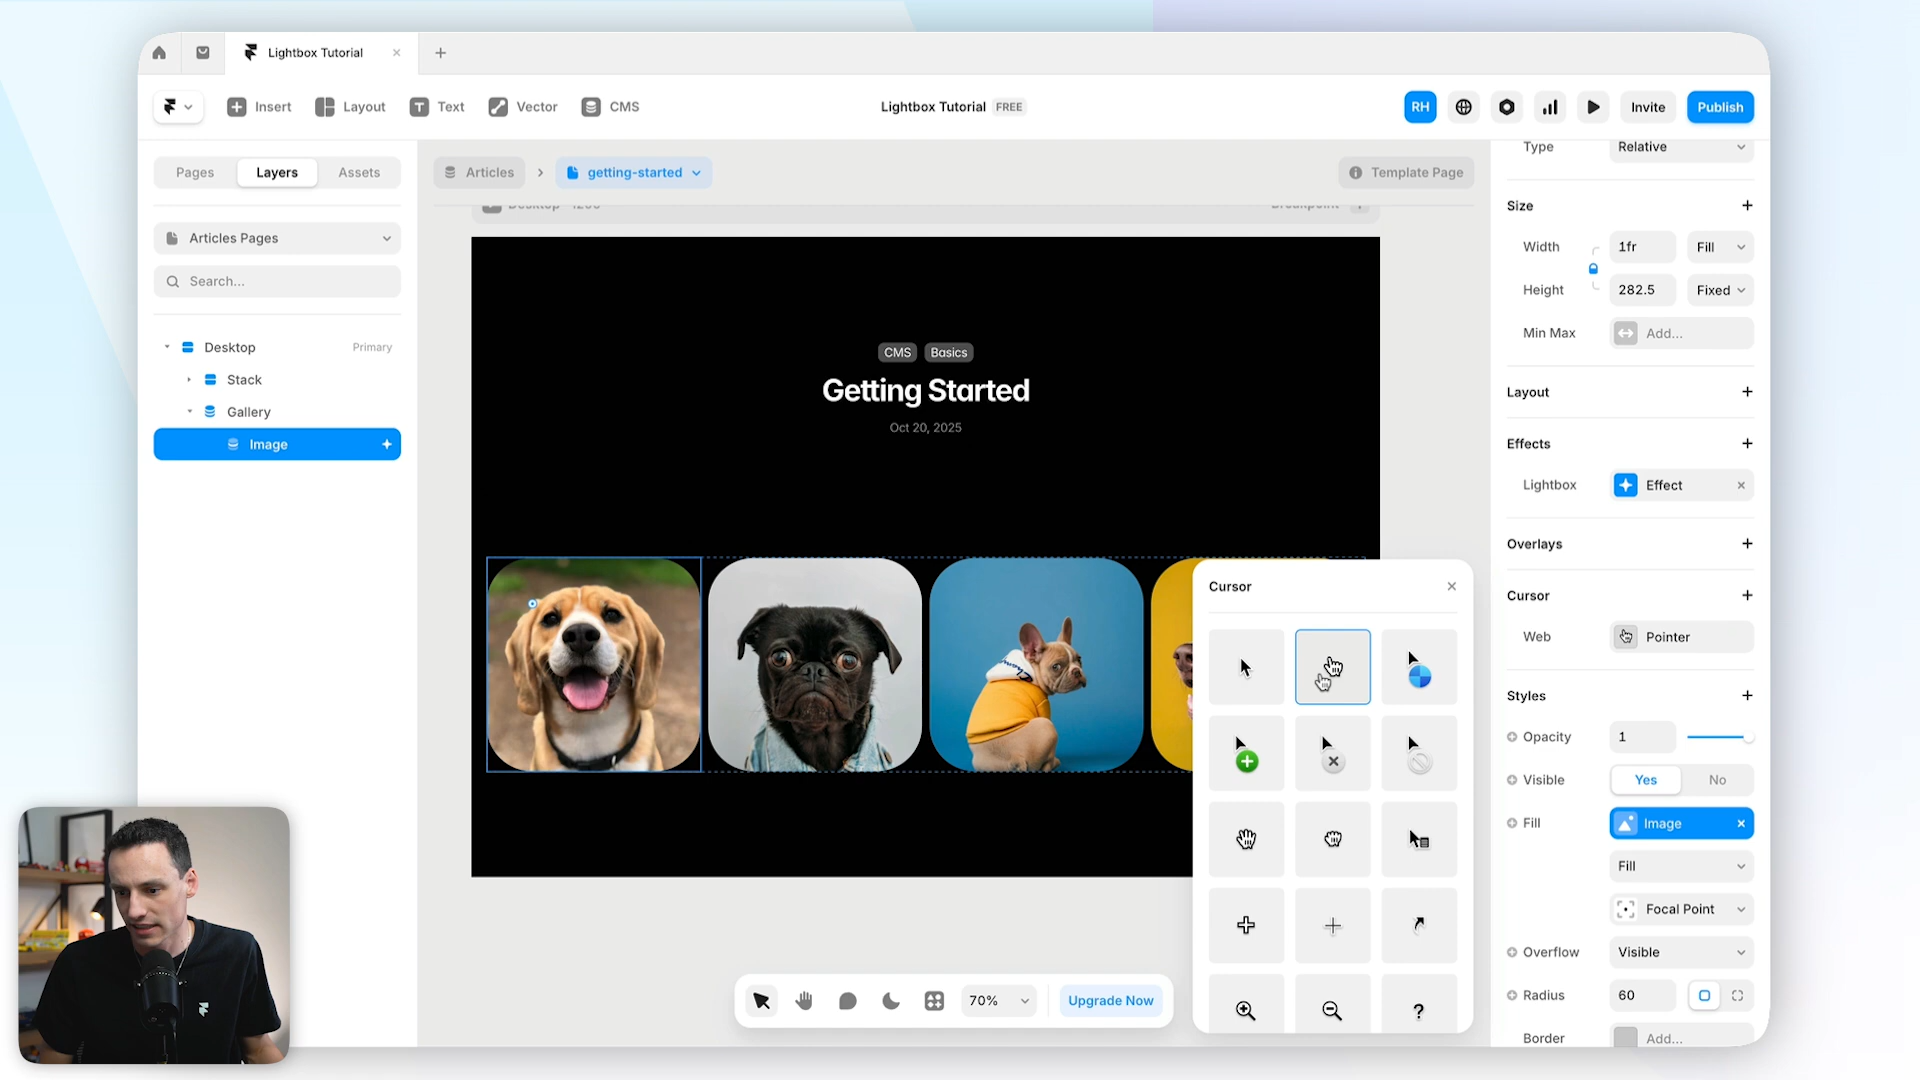 Lightbox Tutorial
Insert
Layout
Text
Vector
CMS
Lightbox Tutorial FREE
RH
Invite
Publish
Pages
Layers
Assets
Articles
getting-started
Template Page
Articles Pages
Search...
Desktop
Primary
Stack
Gallery
Image
Desktop
Breakpoint
CMS
Basics
Getting Started
Oct 20, 2025
70%
Upgrade Now
Cursor
Type
Relative
Size
Width
1fr
Fill
Height
282.5
Fixed
Min Max
Add...
Layout
Effects
Lightbox
Effect
Overlays
Cursor
Web
Pointer
Styles
Opacity
1
Visible
Yes
No
Fill
Image
Fill
Focal Point
Overflow
Visible
Radius
60
Border
Add...